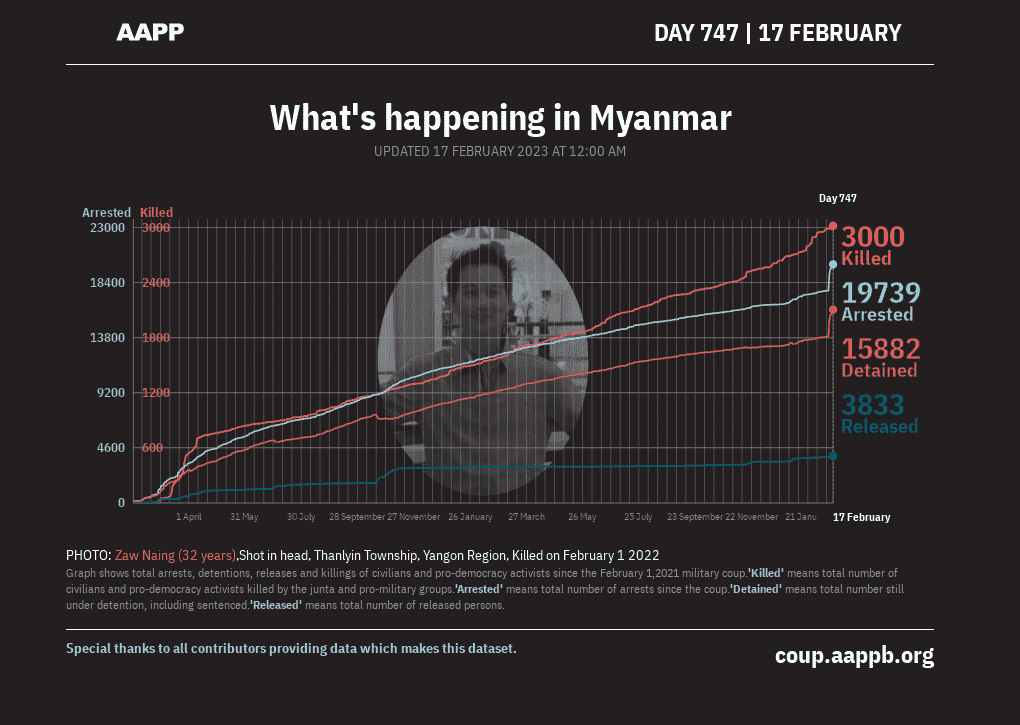 AAPP
DAY 747 | 17 FEBRUARY
What's happening in Myanmar
UPDATED 17 FEBRUARY 2023 AT 12:00 AM
Day 747
Arrested Killed
23000 3000
18400 2400
13800 1800
9200 1200
4600 600
0
3000
Killed
19739
Arrested
15882
Detained
3833
Released
1 April 31 May 30 July 28 September 27 November 26 January 27 March 26 May 25 July 23 September 22 November 21 Janu 17 February
PHOTO: Zaw Naing (32 years),Shot in head, Thanlyin Township, Yangon Region, Killed on February 1 2022
Graph shows total arrests, detentions, releases and killings of civilians and pro-democracy activists since the February 1,2021 military coup.'Killed' means total number of
civilians and pro-democracy activists killed by the junta and pro-military groups.'Arrested' means total number of arrests since the coup.'Detained' means total number still
under detention, including sentenced.'Released' means total number of released persons.
Special thanks to all contributors providing data which makes this dataset.
coup.aappb.org